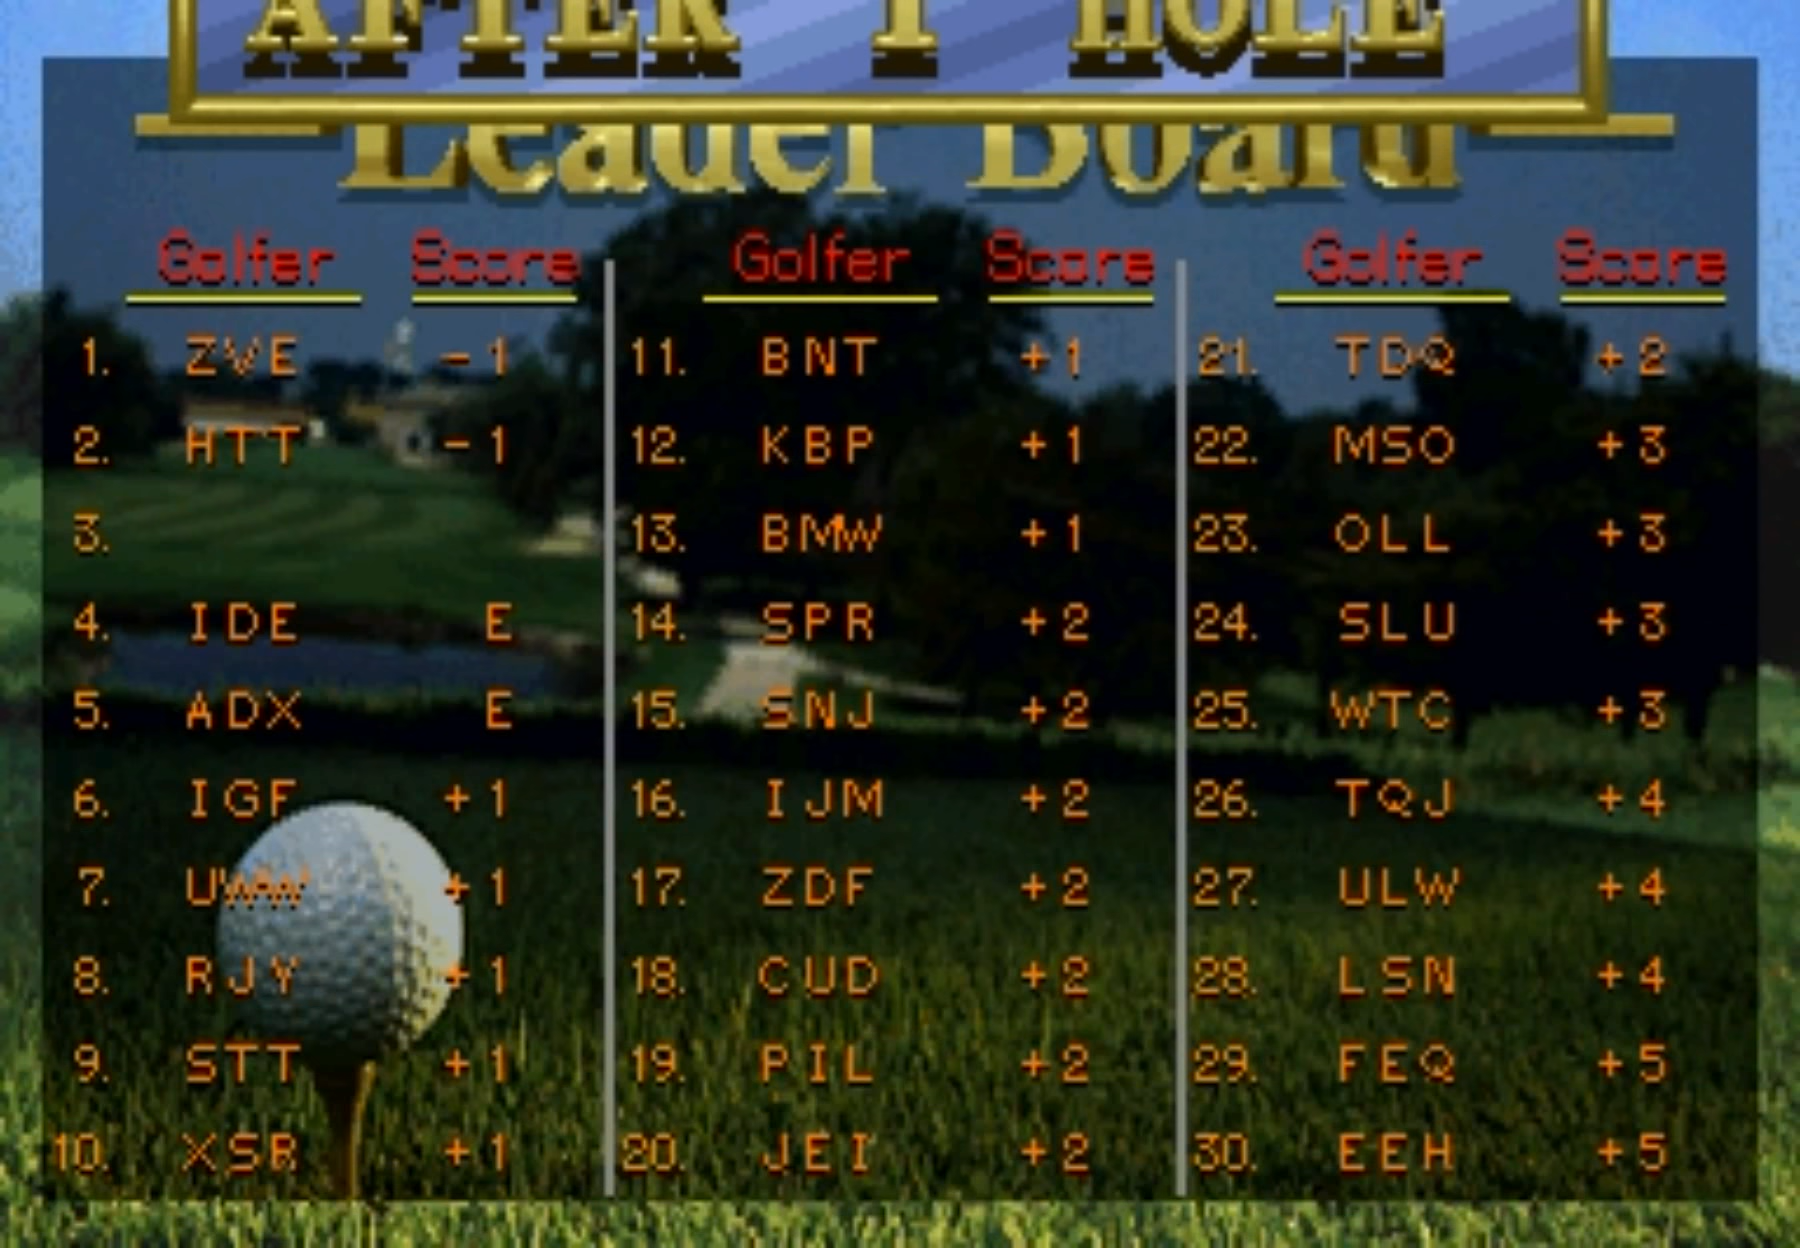 AFTER 1 HOLE
Leader Board
Golfer Score
1. ZVE -1
2. HTT -1
3.
4. IDE E
5. ADX E
6. IGF +1
7. UWW +1
8. RJY +1
9. STT +1
10. XSR +1
Golfer Score
11. BNT +1
12. KBP +1
13. BMW +1
14. SPR +2
15. SNJ +2
16. IJM +2
17. ZDF +2
18. CUD +2
19. PIL +2
20. JEI +2
Golfer Score
21. TDQ +2
22. MSO +3
23. OLL +3
24. SLU +3
25. WTC +3
26. TQJ +4
27. ULW +4
28. LSN +4
29. FEQ +5
30. EEH +5